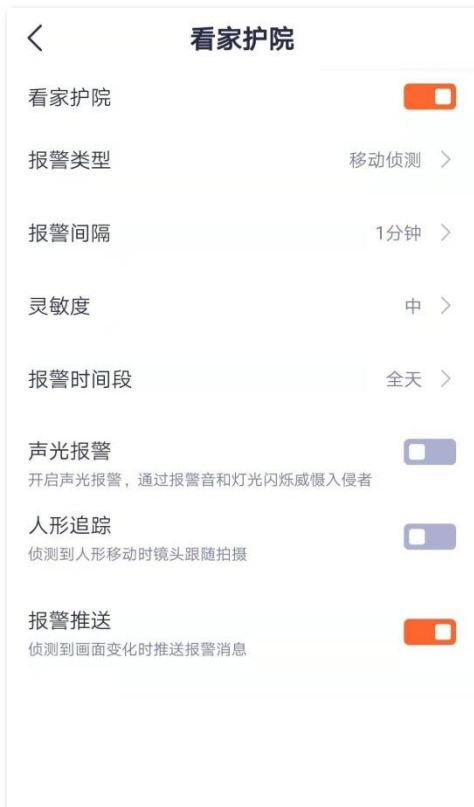 看家护院
看家护院
报警类型 移动侦测
报警间隔 1分钟
灵敏度 中
报警时间段 全天
声光报警
开启声光报警，通过报警音和灯光闪烁威慑入侵者
人形追踪
侦测到人形移动时镜头跟随拍摄
报警推送
侦测到画面变化时推送报警消息